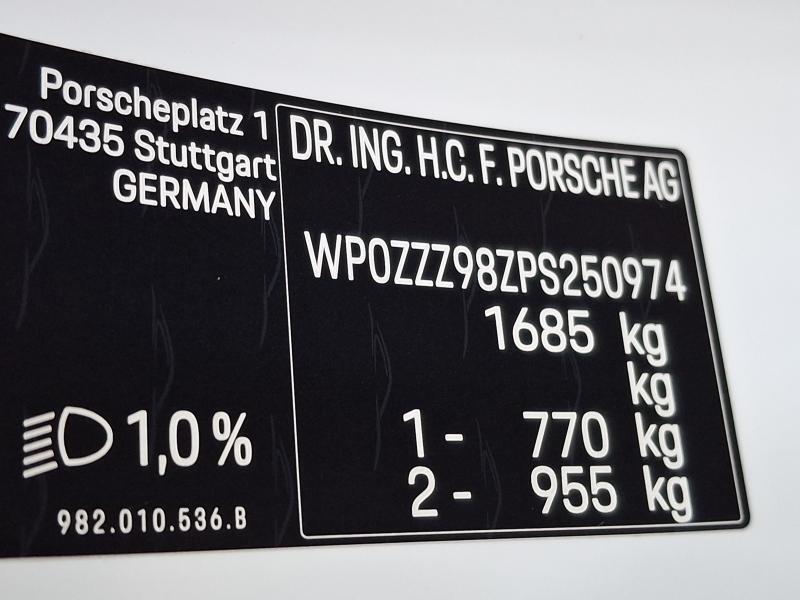 Porscheplatz 1
70435 Stuttgart
GERMANY
1,0 %
982.010.536.B
DR. ING. H.C. F. PORSCHE AG
WP0ZZZ98ZPS250974
1685 kg
kg
1 - 770 kg
2 - 955 kg